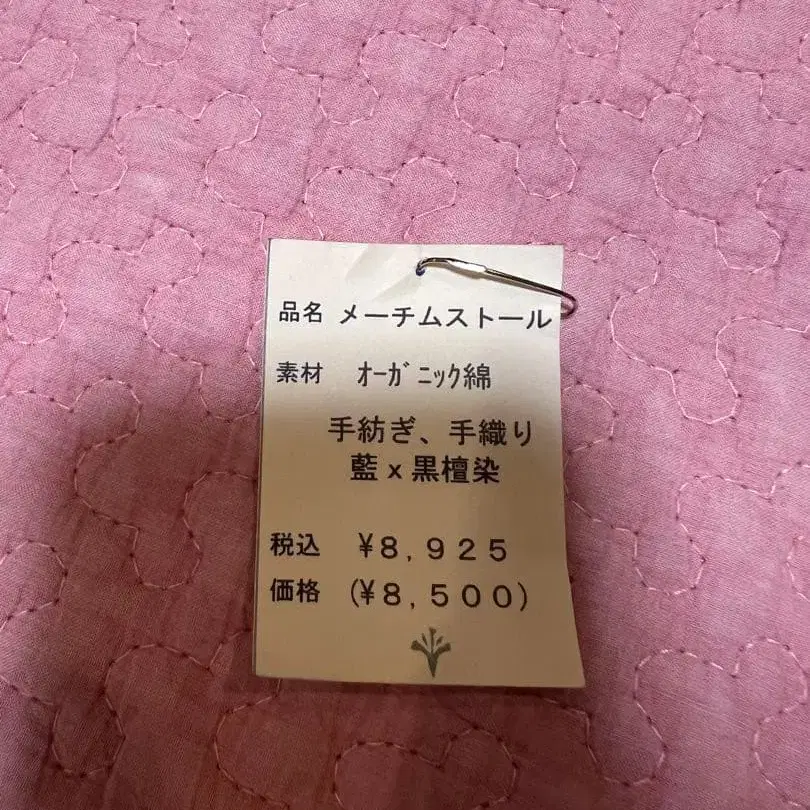 品名 メーチムストール
素材 ｵｰｶﾞﾆｯｸ綿
手紡ぎ、手織り
藍x黒檀染
税込 ¥8,925
価格 (¥8,500)